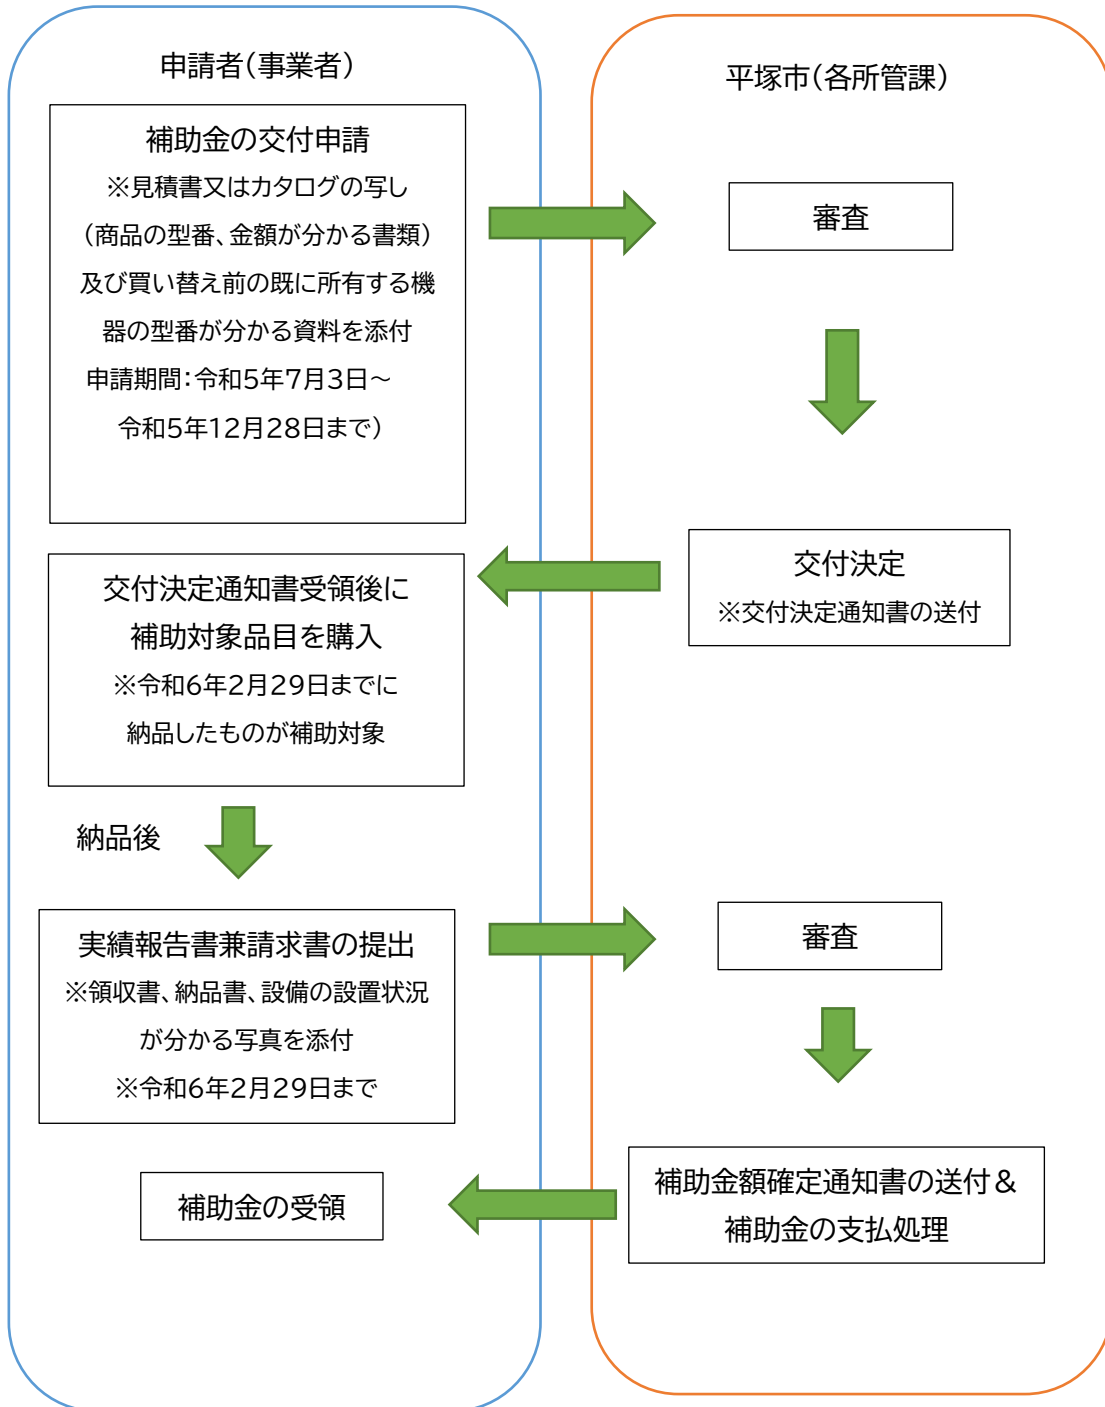 申請者（事業者）
補助金の交付申請
※見積書又はカタログの写し
（商品の型番、金額が分かる書類）
及び買い替え前の既に所有する機
器の型番が分かる資料を添付
申請期間：令和5年7月3日～
令和5年12月28日まで）
平塚市（各所管課）
審査
交付決定
※交付決定通知書の送付
交付決定通知書受領後に
補助対象品目を購入
※令和6年2月29日までに
納品したものが補助対象
納品後
実績報告書兼請求書の提出
※領収書、納品書、設備の設置状況
が分かる写真を添付
※令和6年2月29日まで
審査
補助金額確定通知書の送付＆
補助金の支払処理
補助金の受領